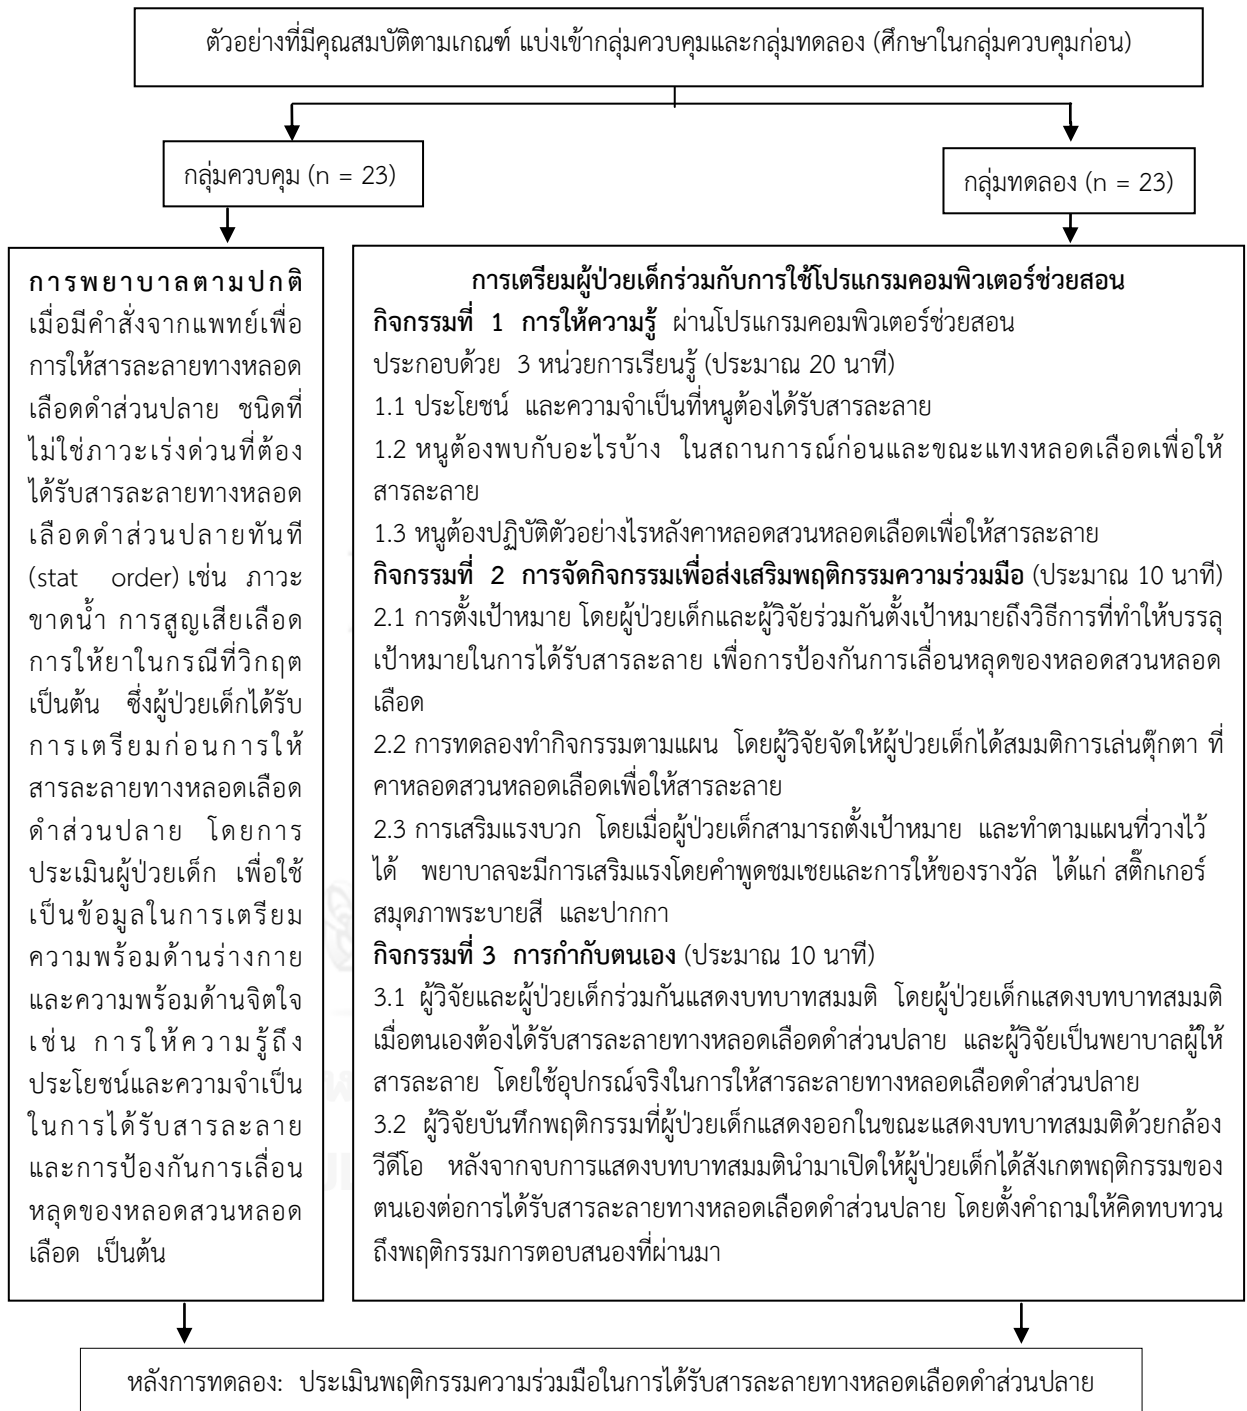 ตัวอย่างที่มีคุณสมบัติตามเกณฑ์ แบ่งเข้ากลุ่มควบคุมและกลุ่มทดลอง (ศึกษาในกลุ่มควบคุมก่อน)
กลุ่มควบคุม (n = 23)
กลุ่มทดลอง (n = 23)
การพยาบาลตามปกติ
เมื่อมีคำสั่งจากแพทย์เพื่อ
การให้สารละลายทางหลอด
เลือดดำส่วนปลาย ชนิดที่
ไม่ใช่ภาวะเร่งด่วนที่ต้อง
ได้รับสารละลายทางหลอด
เลือดดำส่วนปลายทันที
(stat order) เช่น ภาวะ
ขาดน้ำ การสูญเสียเลือด
การให้ยาในกรณีที่วิกฤต
เป็นต้น ซึ่งผู้ป่วยเด็กได้รับ
การเตรียมก่อนการให้
สารละลายทางหลอดเลือด
ดำส่วนปลาย โดยการ
ประเมินผู้ป่วยเด็ก เพื่อใช้
เป็นข้อมูลในการเตรียม
ความพร้อมด้านร่างกาย
และความพร้อมด้านจิตใจ
เช่น การให้ความรู้ถึง
ประโยชน์และความจำเป็น
ในการได้รับสารละลาย
และการป้องกันการเลื่อน
หลุดของหลอดสวนหลอด
เลือด เป็นต้น
การเตรียมผู้ป่วยเด็กร่วมกับการใช้โปรแกรมคอมพิวเตอร์ช่วยสอน
กิจกรรมที่ 1 การให้ความรู้ ผ่านโปรแกรมคอมพิวเตอร์ช่วยสอน
ประกอบด้วย 3 หน่วยการเรียนรู้ (ประมาณ 20 นาที)
1.1 ประโยชน์ และความจำเป็นที่หนูต้องได้รับสารละลาย
1.2 หนูต้องพบกับอะไรบ้าง ในสถานการณ์ก่อนและขณะแทงหลอดเลือดเพื่อให้
สารละลาย
1.3 หนูต้องปฏิบัติตัวอย่างไรหลังคาหลอดสวนหลอดเลือดเพื่อให้สารละลาย
กิจกรรมที่ 2 การจัดกิจกรรมเพื่อส่งเสริมพฤติกรรมความร่วมมือ (ประมาณ 10 นาที)
2.1 การตั้งเป้าหมาย โดยผู้ป่วยเด็กและผู้วิจัยร่วมกันตั้งเป้าหมายถึงวิธีการที่ทำให้บรรลุ
เป้าหมายในการได้รับสารละลาย เพื่อการป้องกันการเลื่อนหลุดของหลอดสวนหลอด
เลือด
2.2 การทดลองทำกิจกรรมตามแผน โดยผู้วิจัยจัดให้ผู้ป่วยเด็กได้สมมติการเล่นตุ๊กตา ที่
คาหลอดสวนหลอดเลือดเพื่อให้สารละลาย
2.3 การเสริมแรงบวก โดยเมื่อผู้ป่วยเด็กสามารถตั้งเป้าหมาย และทำตามแผนที่วางไว้
ได้ พยาบาลจะมีการเสริมแรงโดยคำพูดชมเชยและการให้ของรางวัล ได้แก่ สติ๊กเกอร์
สมุดภาพระบายสี และปากกา
กิจกรรมที่ 3 การกำกับตนเอง (ประมาณ 10 นาที)
3.1 ผู้วิจัยและผู้ป่วยเด็กร่วมกันแสดงบทบาทสมมติ โดยผู้ป่วยเด็กแสดงบทบาทสมมติ
เมื่อตนเองต้องได้รับสารละลายทางหลอดเลือดดำส่วนปลาย และผู้วิจัยเป็นพยาบาลผู้ให้
สารละลาย โดยใช้อุปกรณ์จริงในการให้สารละลายทางหลอดเลือดดำส่วนปลาย
3.2 ผู้วิจัยบันทึกพฤติกรรมที่ผู้ป่วยเด็กแสดงออกในขณะแสดงบทบาทสมมติด้วยกล้อง
วีดีโอ หลังจากจบการแสดงบทบาทสมมตินำมาเปิดให้ผู้ป่วยเด็กได้สังเกตพฤติกรรมของ
ตนเองต่อการได้รับสารละลายทางหลอดเลือดดำส่วนปลาย โดยตั้งคำถามให้คิดทบทวน
ถึงพฤติกรรมการตอบสนองที่ผ่านมา
หลังการทดลอง: ประเมินพฤติกรรมความร่วมมือในการได้รับสารละลายทางหลอดเลือดดำส่วนปลาย